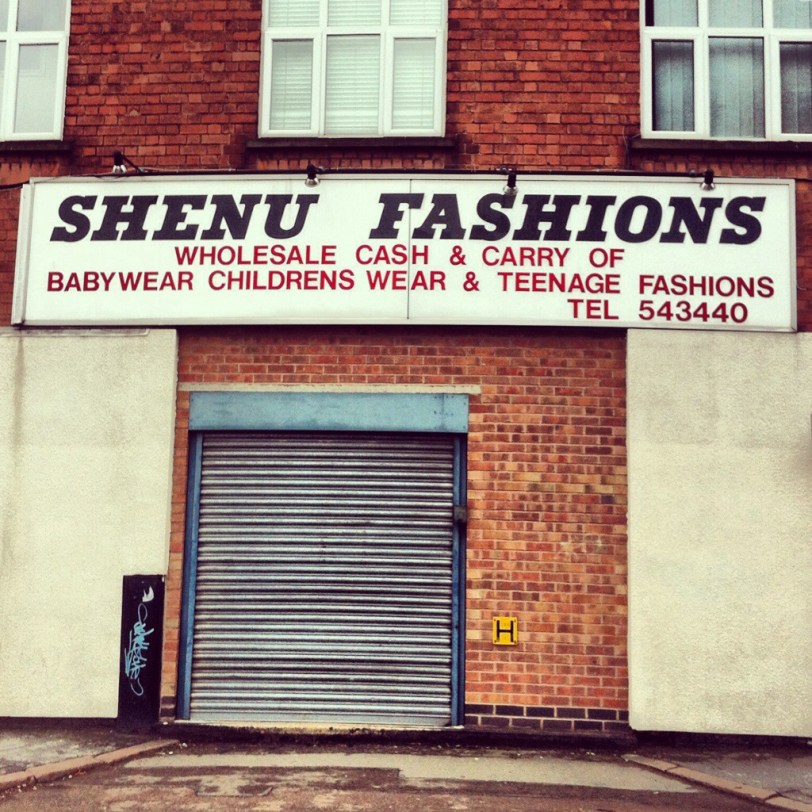 SHENU FASHIONS
WHOLESALE CASH & CARRY OF
BABYWEAR CHILDRENS WEAR & TEENAGE FASHIONS
TEL 543440
H